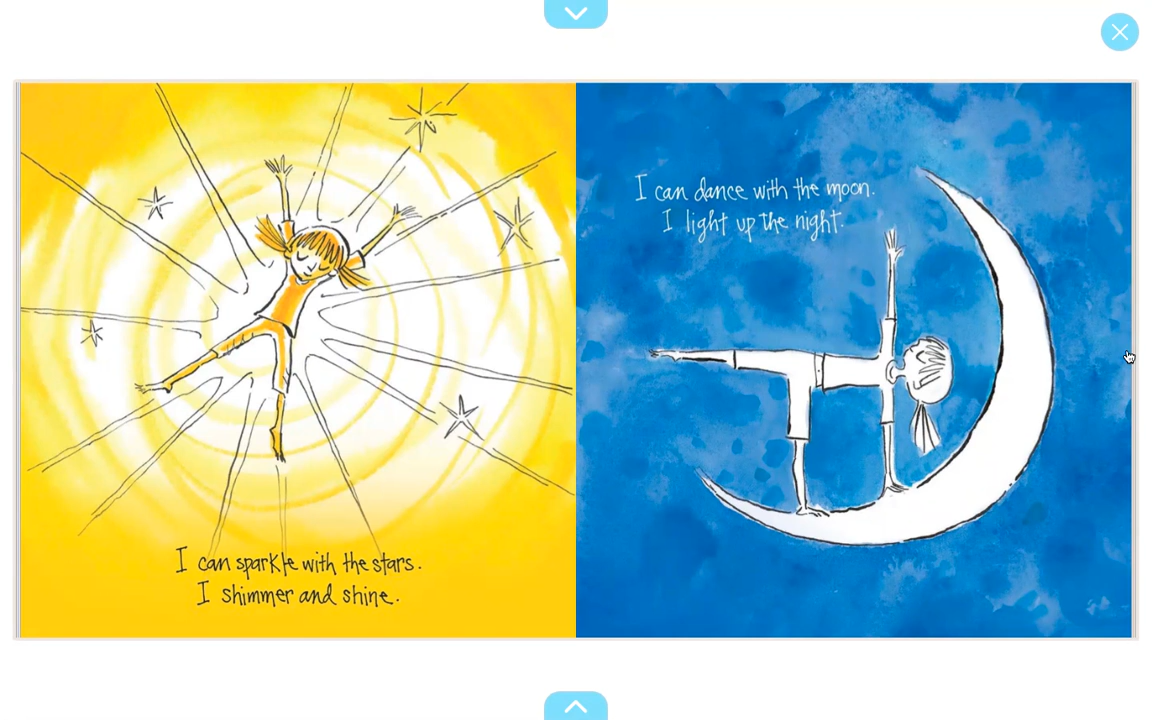 I can sparkle with the stars.
I shimmer and shine.
I can dance with the moon.
I light up the night.